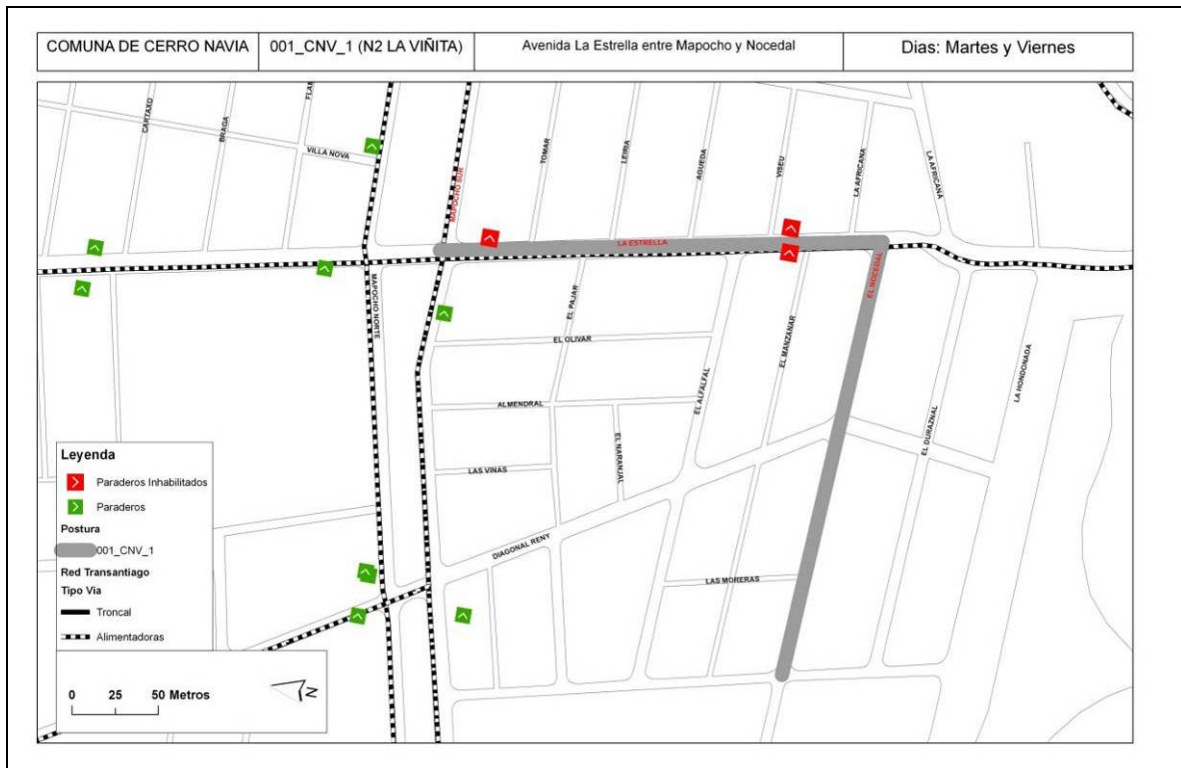 COMUNA DE CERRO NAVIA
001_CNV_1 (N2 LA VIÑITA)
Avenida La Estrella entre Mapocho y Nocedal
Dias: Martes y Viernes
CARTAXO
BRAGA
VILLA NOVA
MAPOCHO SUR
TOMAR
LEIRIA
AGUEDA
VISEU
LA AFRICANA
LA AFRICANA
LA ESTRELLA
EL NOCEDAL
MAPOCHO NORTE
EL PAJAR
EL OLIVAR
EL MANZANAR
ALMENDRAL
EL ALFALFAL
LA HONDONADA
EL DURAZNAL
EL NARANJAL
LAS VINAS
DIAGONAL RENY
LAS MORERAS
Leyenda
Paraderos Inhabilitados
Paraderos
Postura
001_CNV_1
Red Transantiago
Tipo Via
Troncal
Alimentadoras
0 25 50 Metros
N